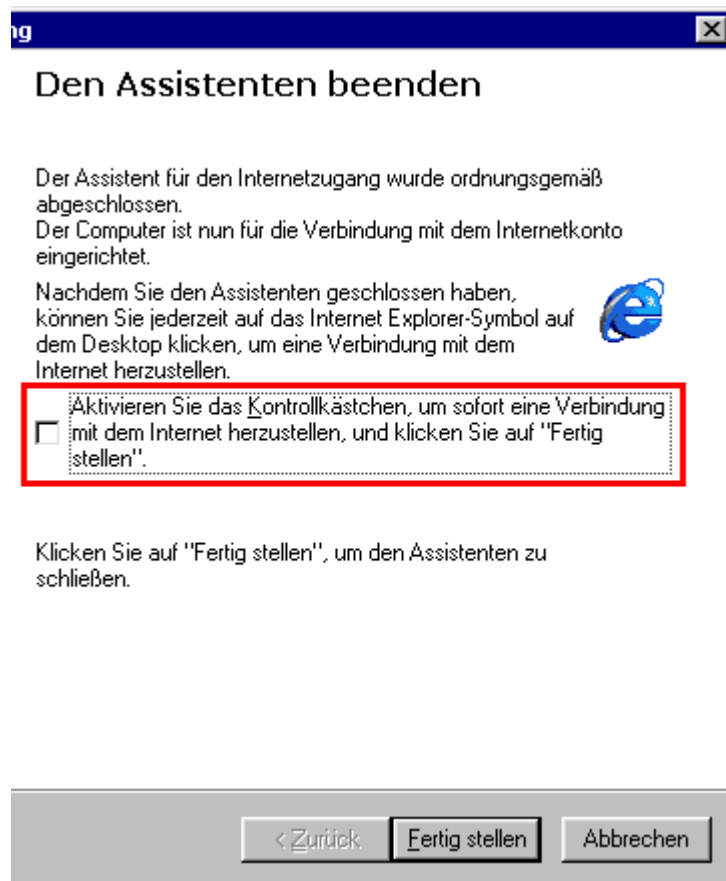 ng
Den Assistenten beenden
Der Assistent für den Internetzugang wurde ordnungsgemäß
abgeschlossen.
Der Computer ist nun für die Verbindung mit dem Internetkonto
eingerichtet.
Nachdem Sie den Assistenten geschlossen haben,
können Sie jederzeit auf das Internet Explorer-Symbol auf
dem Desktop klicken, um eine Verbindung mit dem
Internet herzustellen.
Aktivieren Sie das Kontrollkästchen, um sofort eine Verbindung
mit dem Internet herzustellen, und klicken Sie auf "Fertig
stellen".
Klicken Sie auf "Fertig stellen", um den Assistenten zu
schließen.
< Zurück Fertig stellen Abbrechen